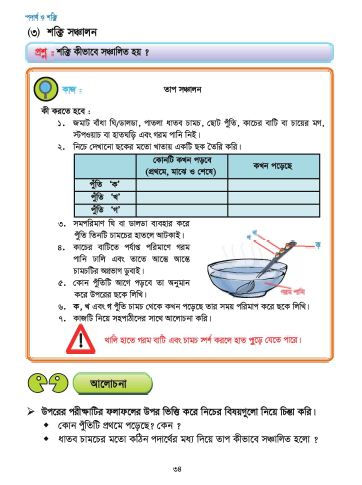 পদার্থ ও শক্তি
(৩) শক্তি সঞ্চালন
প্রশ্ন : শক্তি কীভাবে সঞ্চালিত হয় ?
কাজ : তাপ সঞ্চালন
কী করতে হবে :
১. জমাট বাঁধা ঘি/ডালডা, পাতলা ধাতব চামচ, ছোট পুঁতি, কাচের বাটি বা চায়ের মগ,
স্টপওয়াচ বা হাতঘড়ি এবং গরম পানি নিই।
২. নিচে দেখানো ছকের মতো খাতায় একটি ছক তৈরি করি।
কোনটি কখন পড়বে
(প্রথমে, মাঝে ও শেষে)
কখন পড়েছে
পুঁতি 'ক'
পুঁতি 'খ'
পুঁতি 'গ'
৩. সমপরিমাণ ঘি বা ডালডা ব্যবহার করে
পুঁতি তিনটি চামচের হাতলে আটকাই।
৪. কাচের বাটিতে পর্যাপ্ত পরিমাণে গরম
পানি ঢালি এবং তাতে আস্তে আস্তে
চামচটির অগ্রভাগ ডুবাই।
৫. কোন পুঁতিটি আগে পড়বে তা অনুমান
করে উপরের ছকে লিখি।
গ
খ
ক
গরম পানি
৬. ক, খ এবং গ পুঁতি চামচ থেকে কখন পড়েছে তার সময় পরিমাপ করে ছকে লিখি।
৭. কাজটি নিয়ে সহপাঠীদের সাথে আলোচনা করি।
খালি হাতে গরম বাটি এবং চামচ স্পর্শ করলে হাত পুড়ে যেতে পারে।
আলোচনা
➢ উপরের পরীক্ষাটির ফলাফলের উপর ভিত্তি করে নিচের বিষয়গুলো নিয়ে চিন্তা করি।
◆ কোন পুঁতিটি প্রথমে পড়েছে? কেন ?
◆ ধাতব চামচের মতো কঠিন পদার্থের মধ্য দিয়ে তাপ কীভাবে সঞ্চালিত হলো ?
৩৪